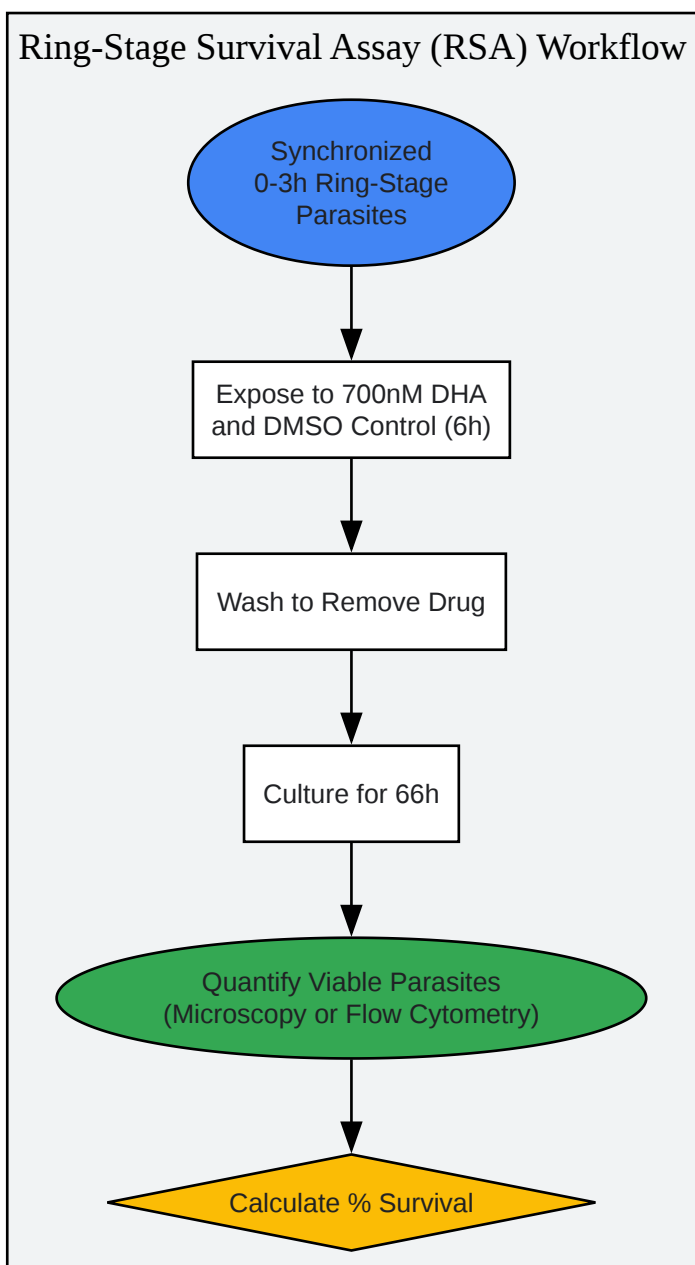 Ring-Stage Survival Assay (RSA) Workflow
Synchronized
0-3h Ring-Stage
Parasites
Expose to 700nM DHA
and DMSO Control (6h)
Wash to Remove Drug
Culture for 66h
Quantify Viable Parasites
(Microscopy or Flow Cytometry)
Calculate % Survival